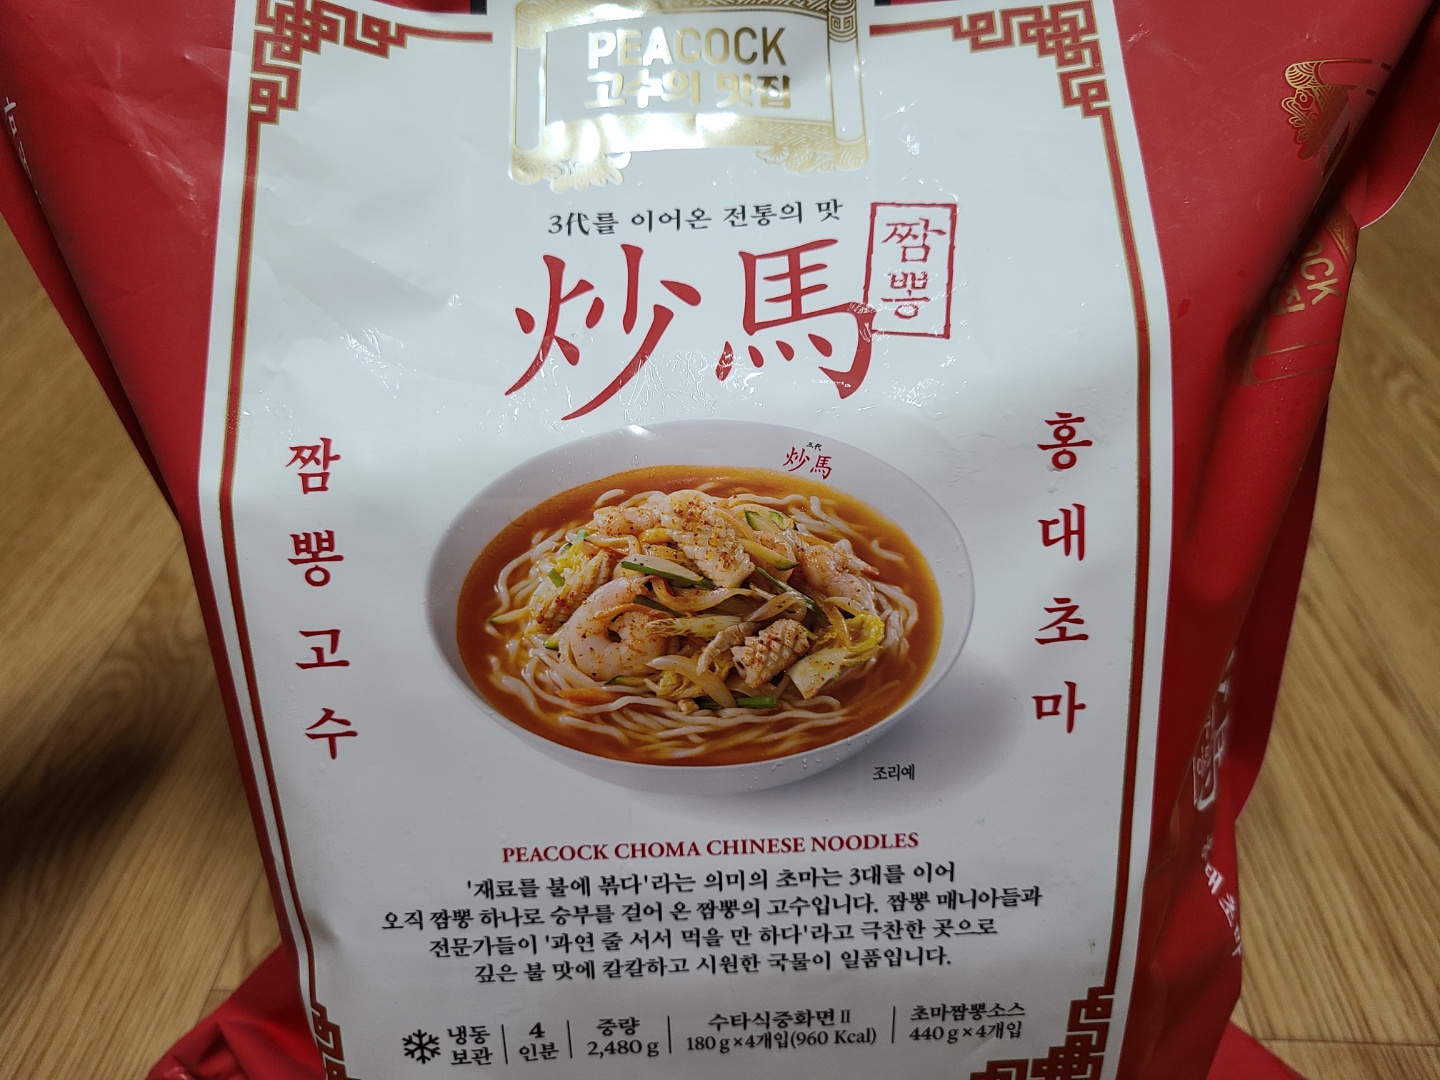 PEACOCK
고수의 맛집
3代를 이어온 전통의 맛
炒馬
짬뽕
짬뽕고수
홍대초마
三代
炒馬
조리예
PEACOCK CHOMA CHINESE NOODLES
'재료를 불에 볶다'라는 의미의 초마는 3대를 이어
오직 짬뽕 하나로 승부를 걸어 온 짬뽕의 고수입니다. 짬뽕 매니아들과
전문가들이 '과연 줄 서서 먹을 만 하다'라고 극찬한 곳으로
깊은 불 맛에 칼칼하고 시원한 국물이 일품입니다.
냉동
보관
4
인분
중량
2,480 g
수타식중화면Ⅱ
180 g×4개입(960 Kcal)
초마짬뽕소스
440 g×4개입